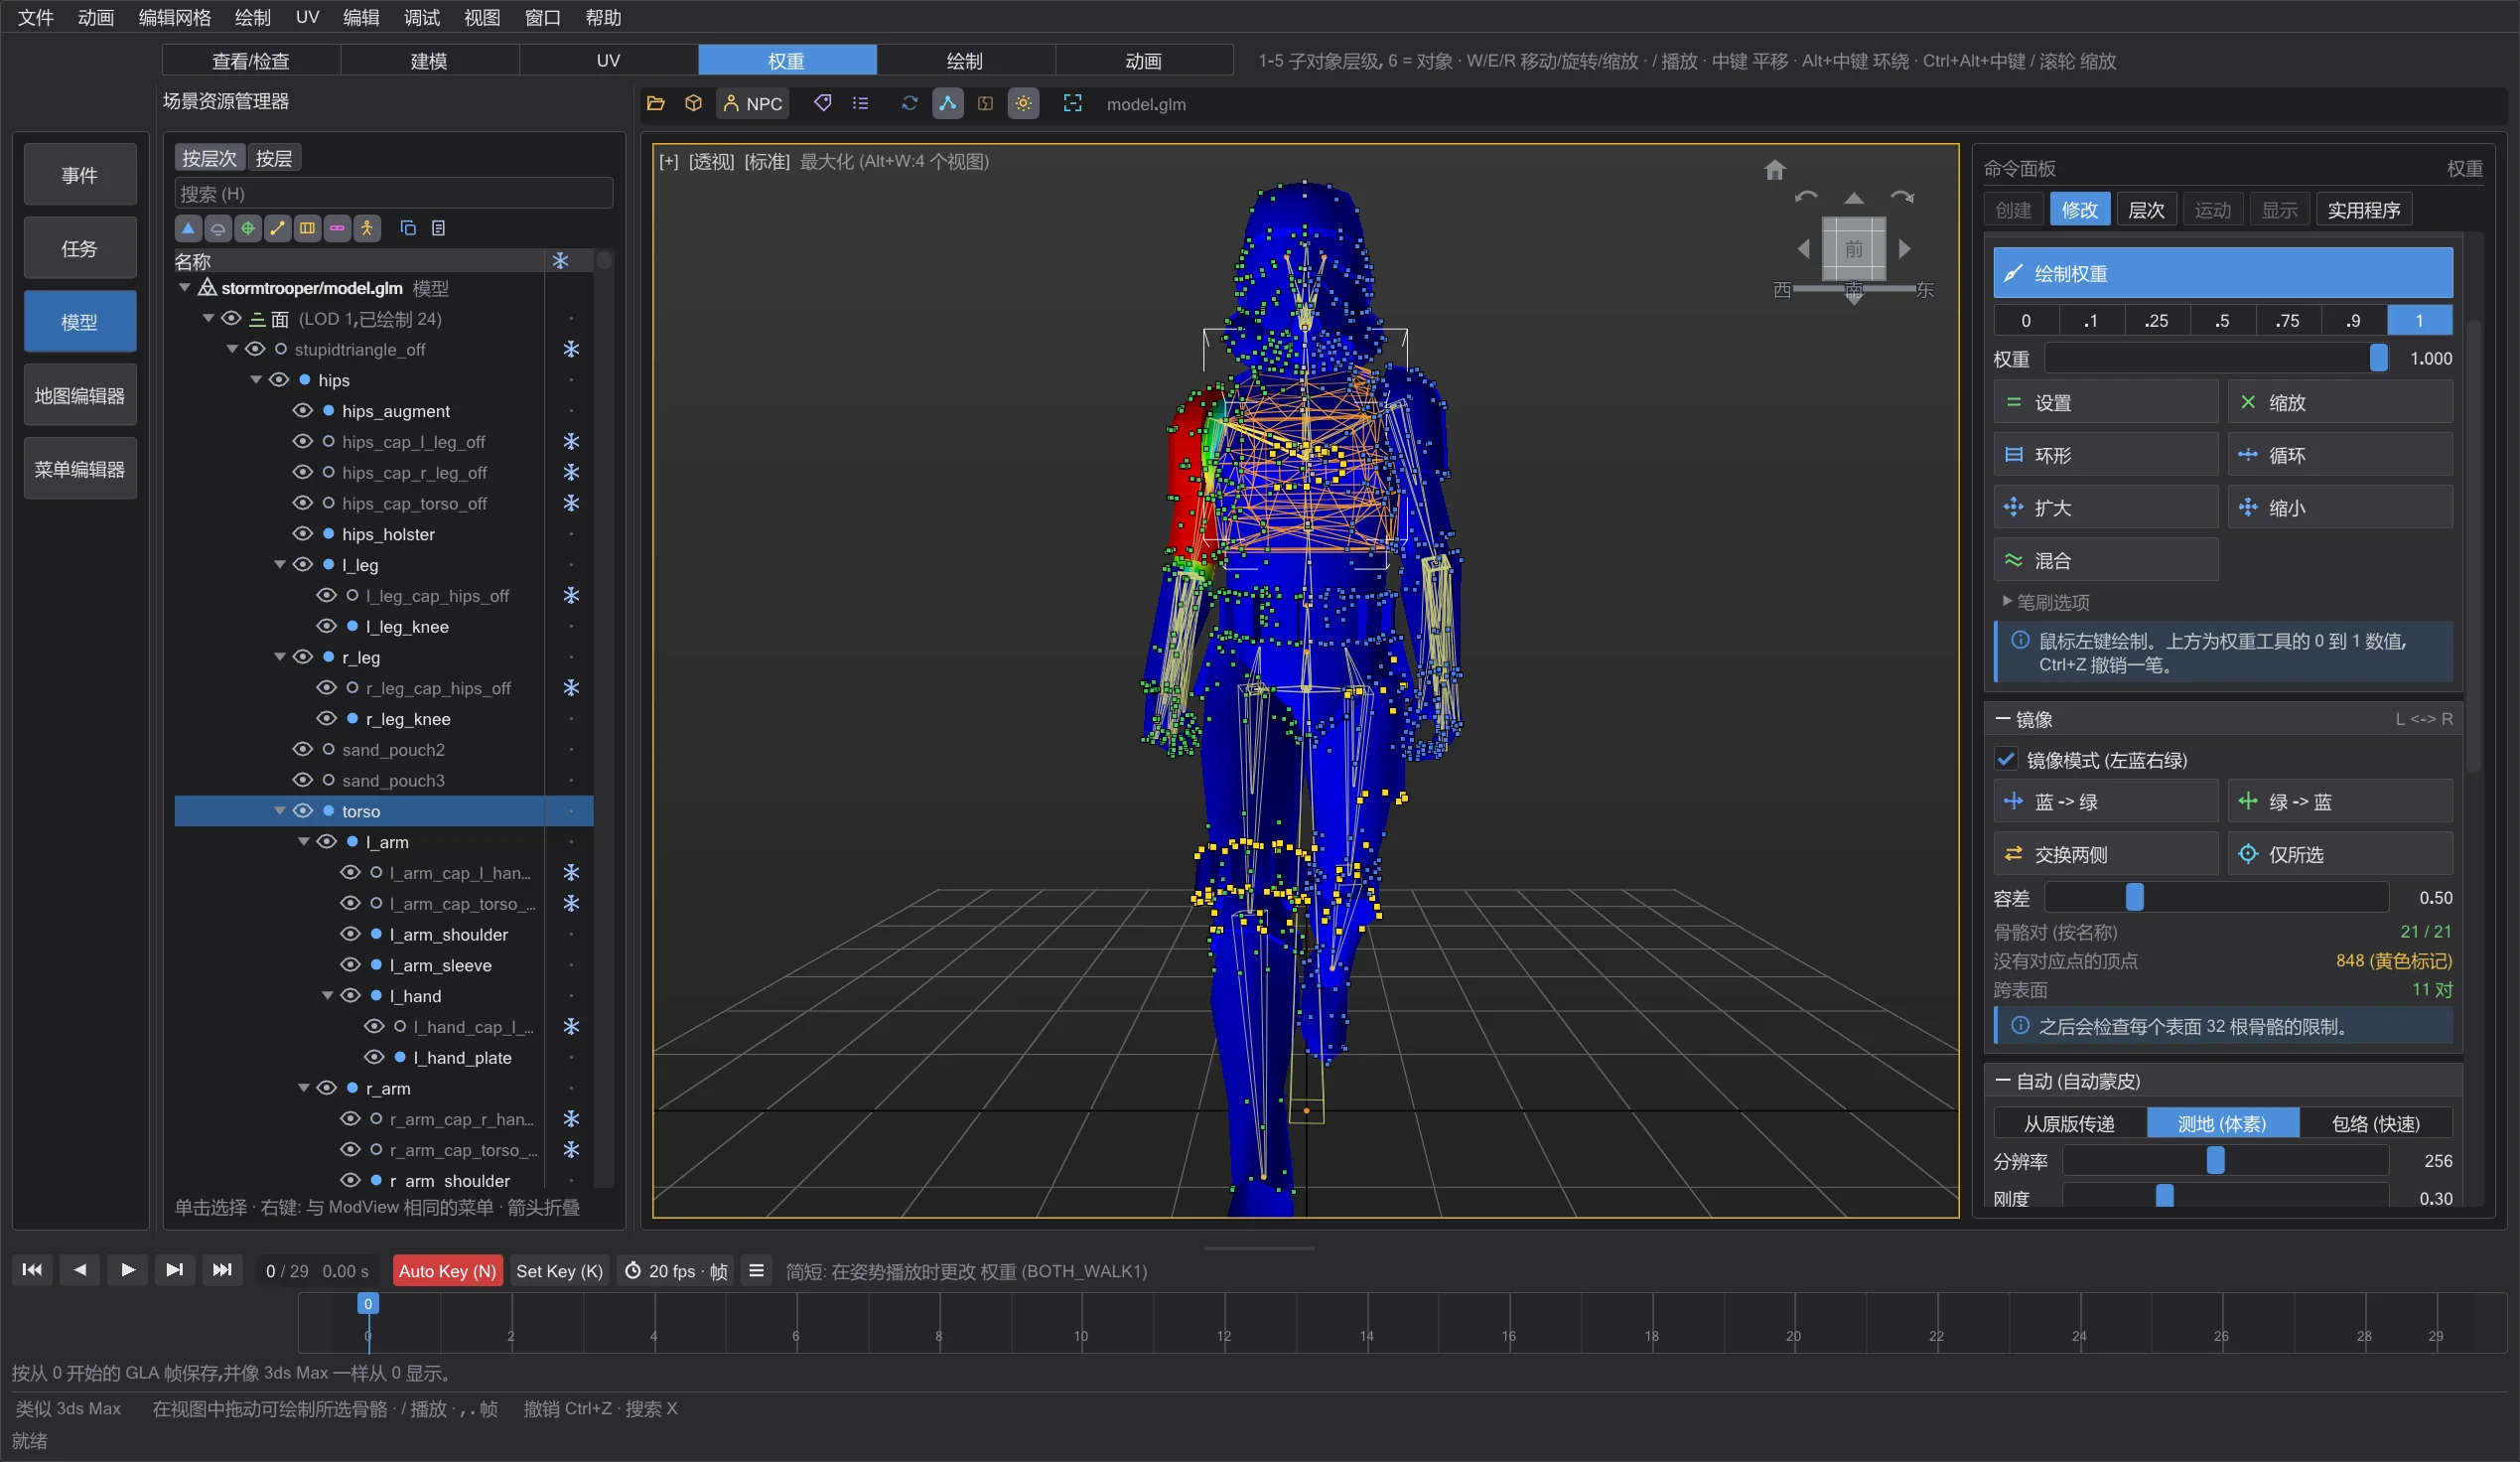 文件 动画 编辑网格 绘制 UV 编辑 调试 视图 窗口 帮助
查看/检查 建模 UV 权重 绘制 动画 1-5 子对象层级, 6 = 对象 · W/E/R 移动/旋转/缩放 · / 播放 · 中键 平移 · Alt+中键 环绕 · Ctrl+Alt+中键 / 滚轮 缩放
场景资源管理器
NPC model.glm
事件
任务
模型
地图编辑器
菜单编辑器
按层次 按层
搜索 (H)
名称
stormtrooper/model.glm 模型
面 (LOD 1,已绘制 24)
stupidtriangle_off
hips
hips_augment
hips_cap_l_leg_off
hips_cap_r_leg_off
hips_cap_torso_off
hips_holster
l_leg
l_leg_cap_hips_off
l_leg_knee
r_leg
r_leg_cap_hips_off
r_leg_knee
sand_pouch2
sand_pouch3
torso
l_arm
l_arm_cap_l_han...
l_arm_cap_torso_...
l_arm_shoulder
l_arm_sleeve
l_hand
l_hand_cap_l_...
l_hand_plate
r_arm
r_arm_cap_r_han...
r_arm_cap_torso_...
r_arm_shoulder
单击选择 · 右键: 与 ModView 相同的菜单 · 箭头折叠
[+] [透视] [标准] 最大化 (Alt+W:4 个视图)
前
西 南 东
命令面板 权重
创建 修改 层次 运动 显示 实用程序
绘制权重
0 .1 .25 .5 .75 .9 1
权重 1.000
设置 缩放
环形 循环
扩大 缩小
混合
笔刷选项
鼠标左键绘制。上方为权重工具的 0 到 1 数值,
Ctrl+Z 撤销一笔。
镜像 L <-> R
镜像模式 (左蓝右绿)
蓝 -> 绿 绿 -> 蓝
交换两侧 仅所选
容差 0.50
骨骼对 (按名称) 21 / 21
没有对应点的顶点 848 (黄色标记)
跨表面 11 对
之后会检查每个表面 32 根骨骼的限制。
自动 (自动蒙皮)
从原版传递 测地 (体素) 包络 (快速)
分辨率 256
刚度 0.30
0 / 29 0.00 s Auto Key (N) Set Key (K) 20 fps · 帧 简短: 在姿势播放时更改 权重 (BOTH_WALK1)
0
0 2 4 6 8 10 12 14 16 18 20 22 24 26 28 29
按从 0 开始的 GLA 帧保存,并像 3ds Max 一样从 0 显示。
类似 3ds Max 在视图中拖动可绘制所选骨骼 · / 播放 · , . 帧 撤销 Ctrl+Z · 搜索 X
就绪